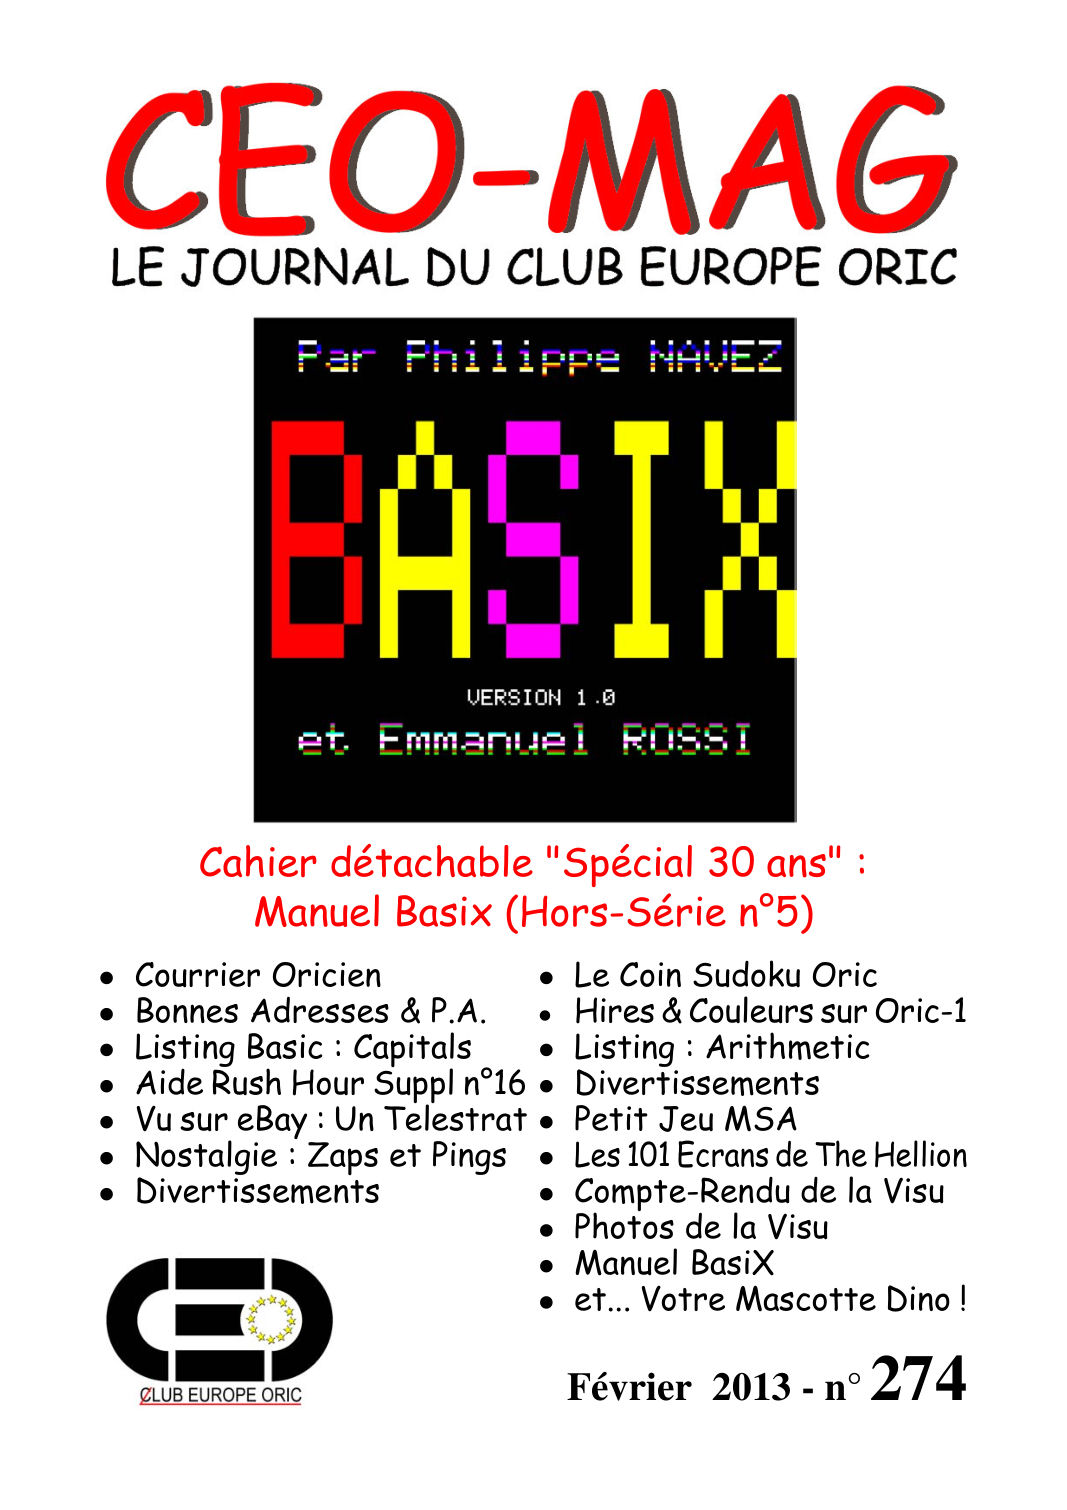 CEO-MAG
LE JOURNAL DU CLUB EUROPE ORIC
Par Philippe NAVEZ
BASIX
VERSION 1.0
et Emmanuel ROSSI
Cahier détachable "Spécial 30 ans" :
Manuel Basix (Hors-Série n°5)
• Courrier Oricien
• Bonnes Adresses & P.A.
• Listing Basic : Capitals
• Aide Rush Hour Suppl n°16
• Vu sur eBay : Un Telestrat
• Nostalgie : Zaps et Pings
• Divertissements
• Le Coin Sudoku Oric
• Hires & Couleurs sur Oric-1
• Listing : Arithmetic
• Divertissements
• Petit Jeu MSA
• Les 101 Ecrans de The Hellion
• Compte-Rendu de la Visu
• Photos de la Visu
• Manuel BasiX
• et... Votre Mascotte Dino !
CEO
CLUB EUROPE ORIC
Février 2013 - n° 274